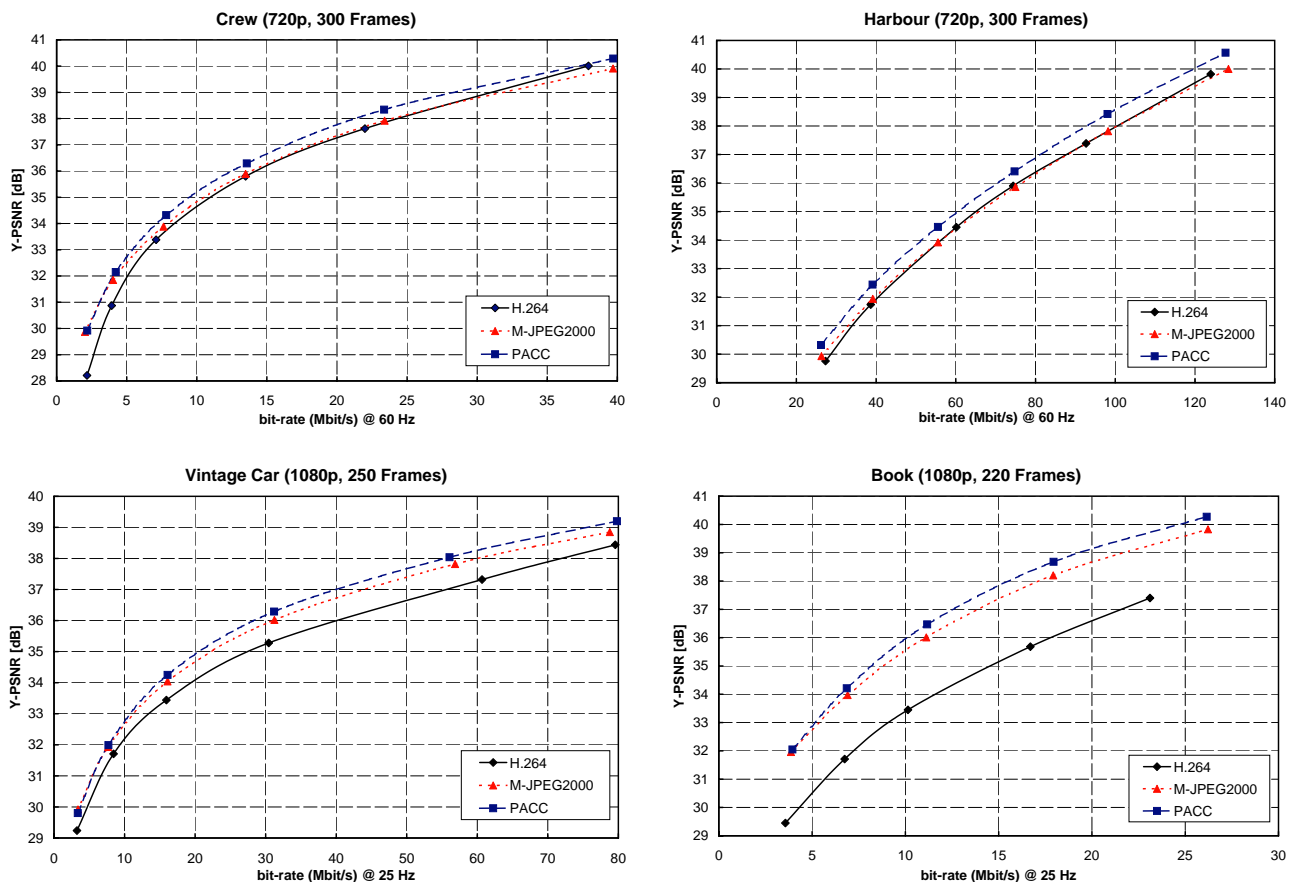 Crew (720p, 300 Frames)
41
40
39
38
37
36
35
34
33
32
31
30
29
28
Y-PSNR [dB]
H.264
M-JPEG2000
PACC
0 5 10 15 20 25 30 35 40
bit-rate (Mbit/s) @ 60 Hz
Harbour (720p, 300 Frames)
41
40
39
38
37
36
35
34
33
32
31
30
29
Y-PSNR [dB]
H.264
M-JPEG2000
PACC
0 20 40 60 80 100 120 140
bit-rate (Mbit/s) @ 60 Hz
Vintage Car (1080p, 250 Frames)
40
39
38
37
36
35
34
33
32
31
30
29
Y-PSNR [dB]
H.264
M-JPEG2000
PACC
0 10 20 30 40 50 60 70 80
bit-rate (Mbit/s) @ 25 Hz
Book (1080p, 220 Frames)
41
40
39
38
37
36
35
34
33
32
31
30
29
Y-PSNR [dB]
H.264
M-JPEG2000
PACC
0 5 10 15 20 25 30
bit-rate (Mbit/s) @ 25 Hz